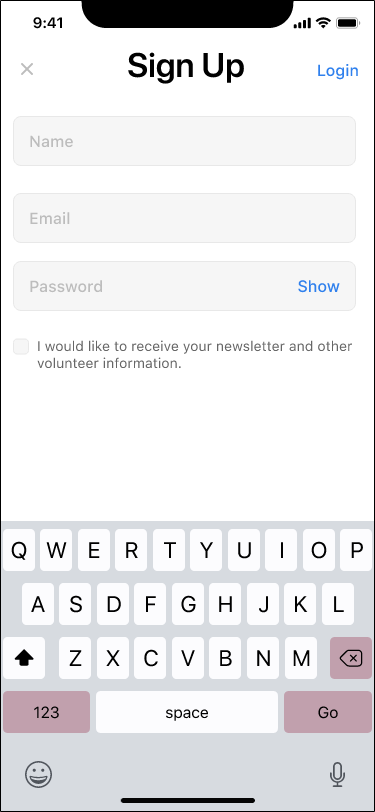 9:41
Sign Up
Login
Name
Email
Password
Show
I would like to receive your newsletter and other
volunteer information.
Q W E R T Y U I O P
A S D F G H J K L
Z X C V B N M
123 space Go